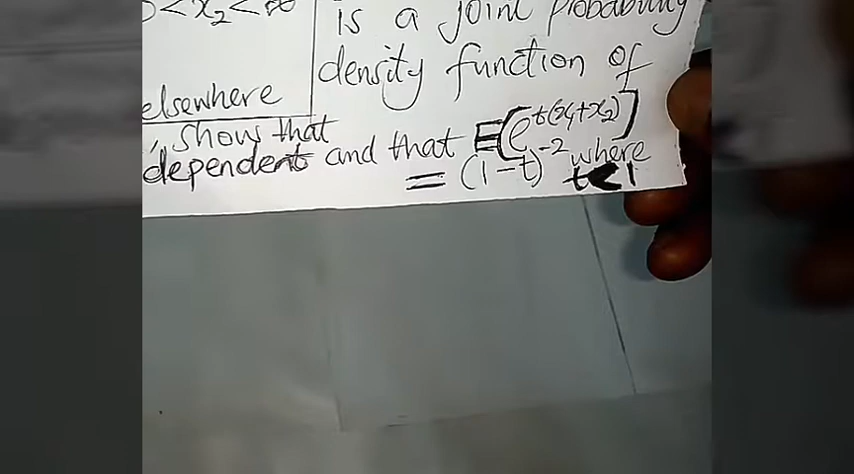 0 < x₂ < ∞
is a joint probability
density function of
elsewhere
, show that
dependent and that E[e^{t(x₁+x₂)}]
= (1-t)^{-2} where
t < 1